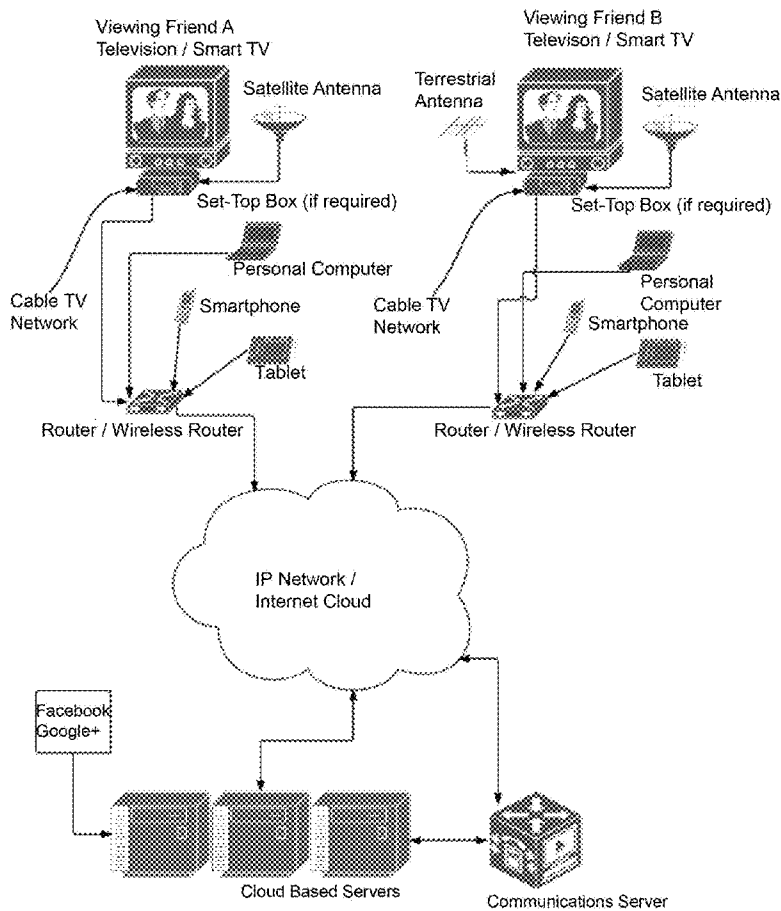 Viewing Friend A
Television / Smart TV
Satellite Antenna
Set-Top Box (if required)
Personal Computer
Cable TV
Network
Smartphone
Tablet
Router / Wireless Router
Viewing Friend B
Televison / Smart TV
Terrestrial
Antenna
Satellite Antenna
Set-Top Box (if required)
Personal
Computer
Cable TV
Network
Smartphone
Tablet
Router / Wireless Router
IP Network /
Internet Cloud
Facebook
Google+
Cloud Based Servers
Communications Server